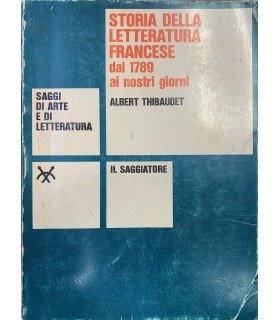 STORIA DELLA
LETTERATURA
FRANCESE
dal 1789
ai nostri giorni
ALBERT THIBAUDET
SAGGI
DI ARTE
E DI
LETTERATURA
IL SAGGIATORE